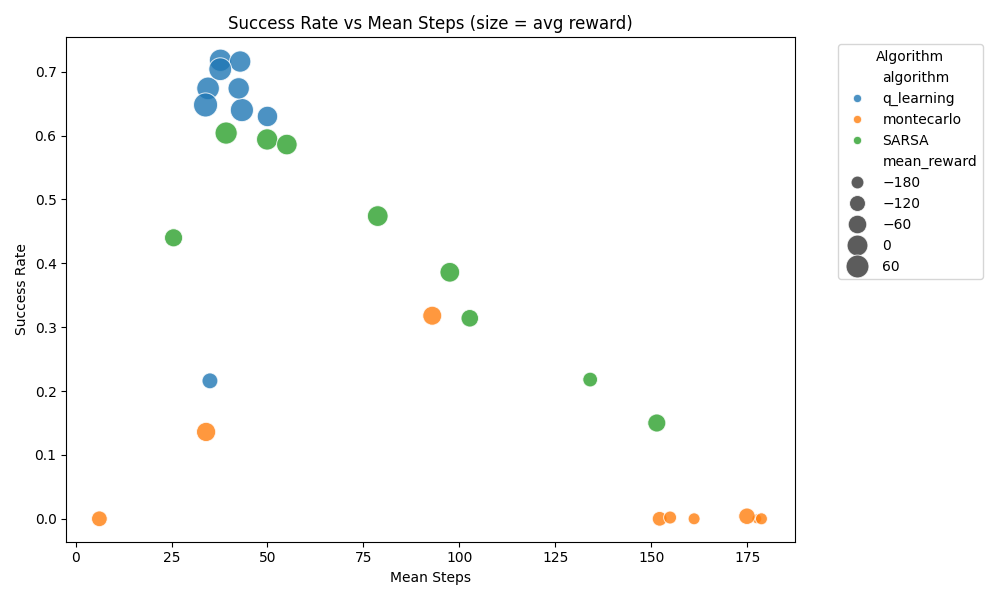 Success Rate vs Mean Steps (size = avg reward)
Success Rate
0.7
0.6
0.5
0.4
0.3
0.2
0.1
0.0
0
25
50
75
100
125
150
175
Mean Steps
Algorithm
algorithm
q_learning
montecarlo
SARSA
mean_reward
−180
−120
−60
0
60